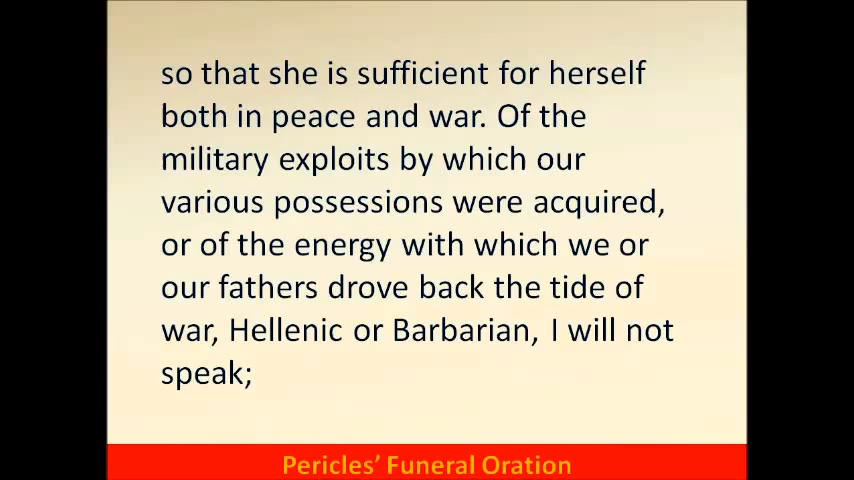 so that she is sufficient for herself
both in peace and war. Of the
military exploits by which our
various possessions were acquired,
or of the energy with which we or
our fathers drove back the tide of
war, Hellenic or Barbarian, I will not
speak;
Pericles’ Funeral Oration